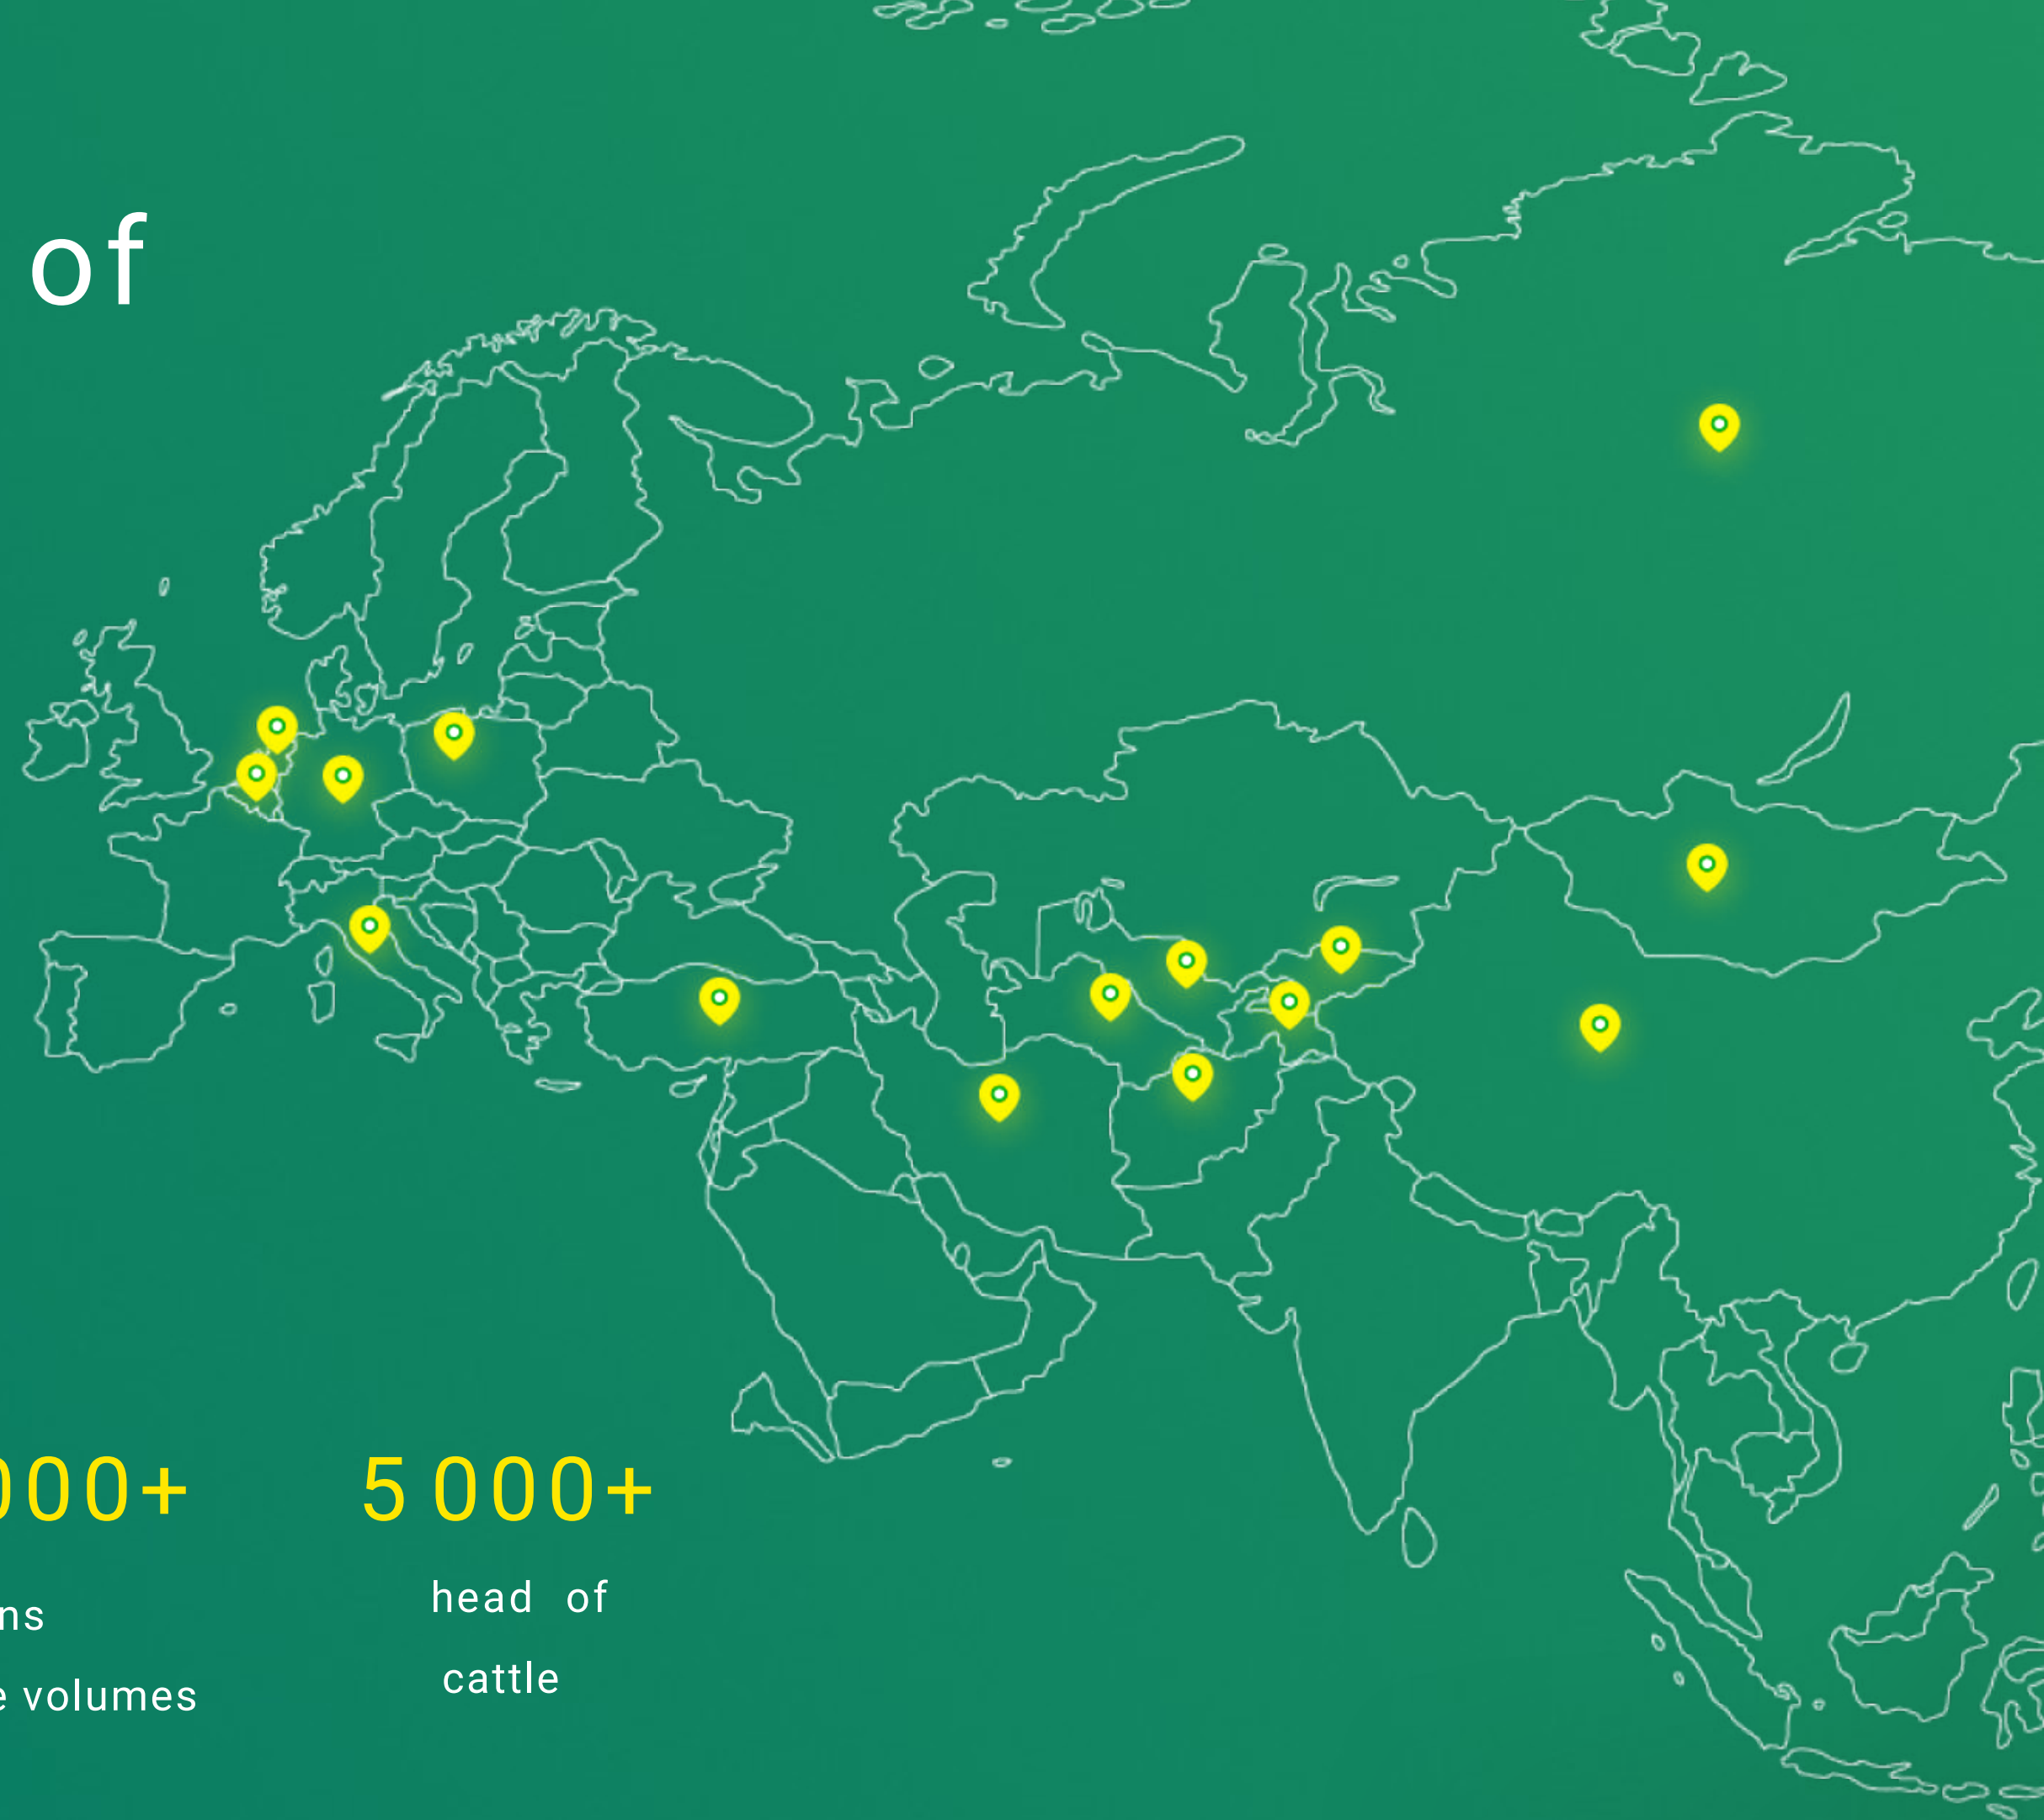 of
000+
5 000+
ns
head of
volumes
cattle